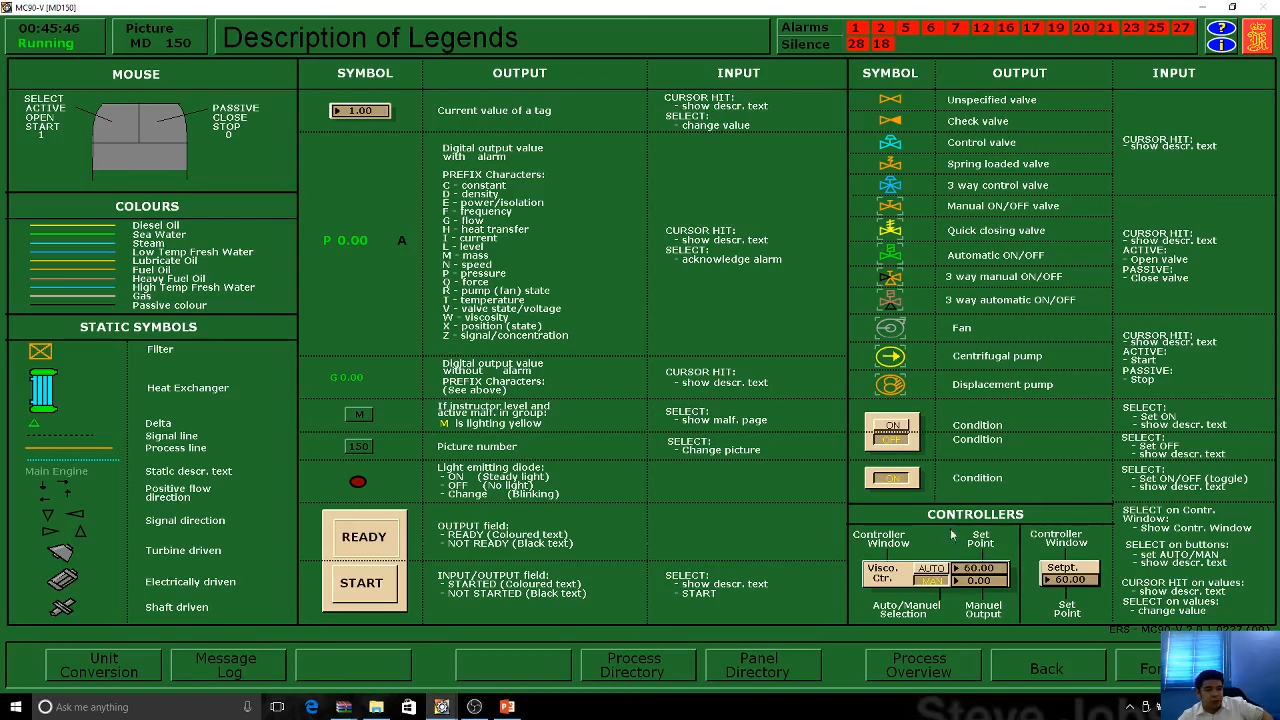 MC90-V [MD150]
00:45:46
Running
Picture
MD 150
Description of Legends
Alarms
Silence
1 2 5 6 7 12 16 17 19 20 21 23 25 27
28 18
?
i
MOUSE
SELECT
ACTIVE
OPEN
START
1
PASSIVE
CLOSE
STOP
0
COLOURS
Diesel Oil
Sea Water
Steam
Low Temp Fresh Water
Lubricate Oil
Fuel Oil
Heavy Fuel Oil
High Temp Fresh Water
Gas
Passive colour
STATIC SYMBOLS
Filter
Heat Exchanger
Delta
Signal line
Process line
Main Engine
Static descr. text
Positive flow
direction
Signal direction
Turbine driven
Electrically driven
Shaft driven
SYMBOL OUTPUT INPUT
1.00
Current value of a tag
CURSOR HIT:
- show descr. text
SELECT:
- change value
P 0.00 A
Digital output value
with alarm
PREFIX Characters:
C - constant
D - density
E - power/isolation
F - frequency
G - flow
H - heat transfer
I - current
L - level
M - mass
N - speed
P - pressure
Q - force
R - pump (fan) state
T - temperature
V - valve state/voltage
W - viscosity
X - position (state)
Z - signal/concentration
CURSOR HIT:
- show descr. text
SELECT:
- acknowledge alarm
G 0.00
Digital output value
without alarm
PREFIX Characters:
(See above)
CURSOR HIT:
- show descr. text
M
If instructor level and
active malf. in group:
M is lighting yellow
SELECT:
- show malf. page
150
Picture number
SELECT:
- Change picture
Light emitting diode:
- ON (Steady light)
- OFF (No light)
- Change (Blinking)
READY
OUTPUT field:
- READY (Coloured text)
- NOT READY (Black text)
START
INPUT/OUTPUT field:
- STARTED (Coloured text)
- NOT STARTED (Black text)
SELECT:
- show descr. text
- START
SYMBOL OUTPUT INPUT
Unspecified valve
Check valve
Control valve
Spring loaded valve
3 way control valve
CURSOR HIT:
- show descr. text
Manual ON/OFF valve
Quick closing valve
Automatic ON/OFF
3 way manual ON/OFF
3 way automatic ON/OFF
CURSOR HIT:
- show descr. text
ACTIVE:
- Open valve
PASSIVE:
- Close valve
Fan
Centrifugal pump
Displacement pump
CURSOR HIT:
- show descr. text
ACTIVE:
- Start
PASSIVE:
- Stop
ON
OFF
Condition
Condition
SELECT:
- Set ON
- show descr. text
SELECT:
- Set OFF
- show descr. text
ON
Condition
SELECT:
- Set ON/OFF (toggle)
- show descr. text
CONTROLLERS
Controller
Window
Set
Point
Visco.
Ctr.
AUTO
MAN
60.00
0.00
Auto/Manuel
Selection
Manual
Output
Controller
Window
Setpt.
60.00
Set
Point
SELECT on Contr.
Window:
- Show Contr. Window
SELECT on buttons:
- set AUTO/MAN
CURSOR HIT on values:
- show descr. text
SELECT on values:
- change value
Unit
Conversion
Message
Log
Process
Directory
Panel
Directory
Process
Overview
Back
Ask me anything